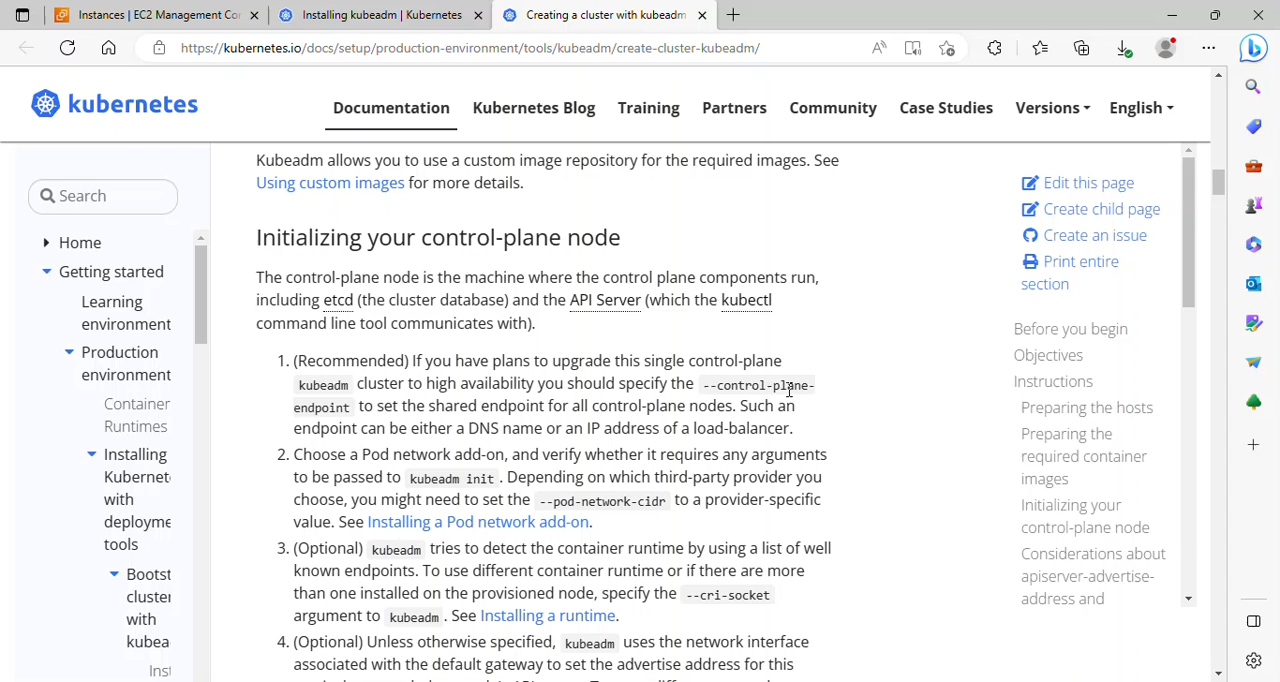 Instances | EC2 Management Con
Installing kubeadm | Kubernetes
Creating a cluster with kubeadm
https://kubernetes.io/docs/setup/production-environment/tools/kubeadm/create-cluster-kubeadm/
kubernetes
Documentation Kubernetes Blog Training Partners Community Case Studies Versions English
Search
Home
Getting started
Learning
environment
Production
environment
Container
Runtimes
Installing
Kubernet
with
deployme
tools
Bootst
cluster
with
kubea
Inst
Kubeadm allows you to use a custom image repository for the required images. See
Using custom images for more details.
Initializing your control-plane node
The control-plane node is the machine where the control plane components run,
including etcd (the cluster database) and the API Server (which the kubectl
command line tool communicates with).
1. (Recommended) If you have plans to upgrade this single control-plane
kubeadm cluster to high availability you should specify the --control-plane-
endpoint to set the shared endpoint for all control-plane nodes. Such an
endpoint can be either a DNS name or an IP address of a load-balancer.
2. Choose a Pod network add-on, and verify whether it requires any arguments
to be passed to kubeadm init . Depending on which third-party provider you
choose, you might need to set the --pod-network-cidr to a provider-specific
value. See Installing a Pod network add-on.
3. (Optional) kubeadm tries to detect the container runtime by using a list of well
known endpoints. To use different container runtime or if there are more
than one installed on the provisioned node, specify the --cri-socket
argument to kubeadm . See Installing a runtime.
4. (Optional) Unless otherwise specified, kubeadm uses the network interface
associated with the default gateway to set the advertise address for this
Edit this page
Create child page
Create an issue
Print entire
section
Before you begin
Objectives
Instructions
Preparing the hosts
Preparing the
required container
images
Initializing your
control-plane node
Considerations about
apiserver-advertise-
address and